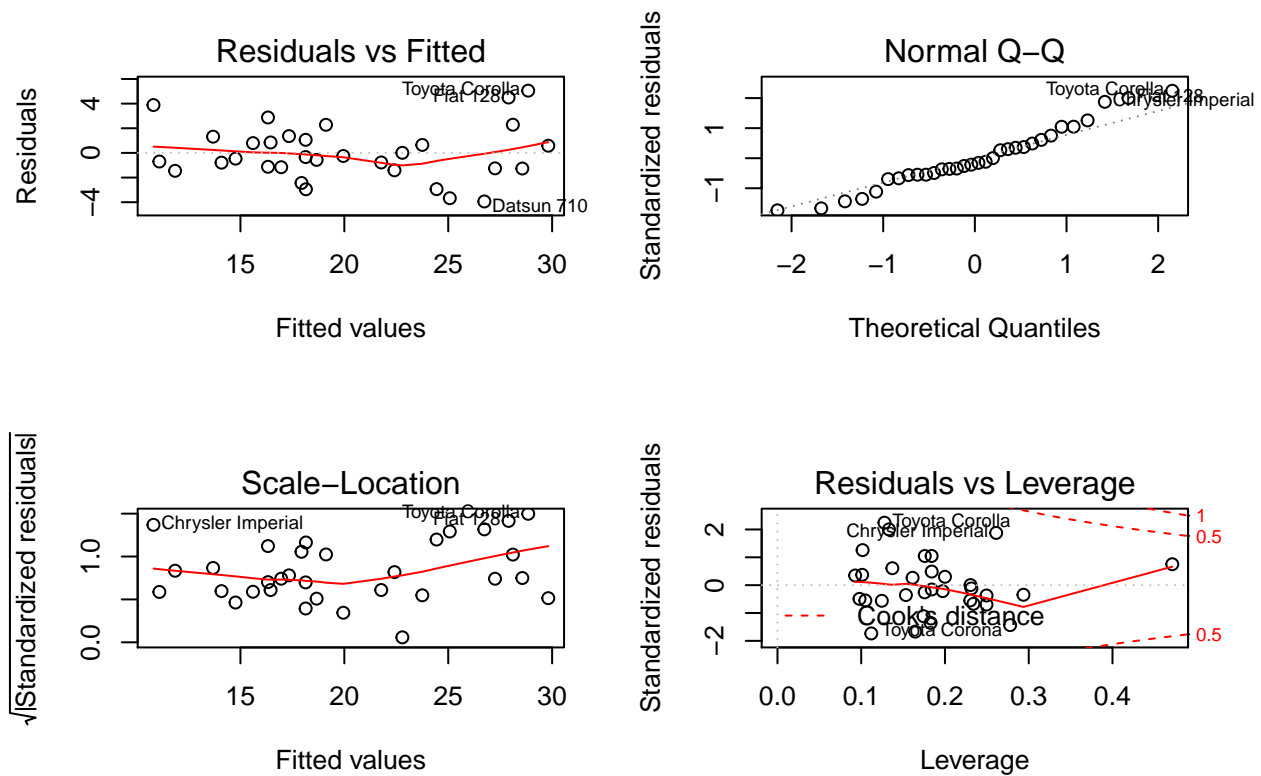 Residuals vs Fitted
Residuals
4
0
−4
Toyota Corolla
Fiat 128
Datsun 710
15 20 25 30
Fitted values
Normal Q−Q
Standardized residuals
1
−1
Toyota Corolla
Fiat 128
Chrysler Imperial
−2 −1 0 1 2
Theoretical Quantiles
Scale−Location
√|Standardized residuals|
1.0
0.0
Chrysler Imperial
Toyota Corolla
Fiat 128
15 20 25 30
Fitted values
Residuals vs Leverage
Standardized residuals
2
0
−2
Toyota Corolla
Chrysler Imperial
Cook's distance
Toyota Corona
1
0.5
0.5
0.0 0.1 0.2 0.3 0.4
Leverage